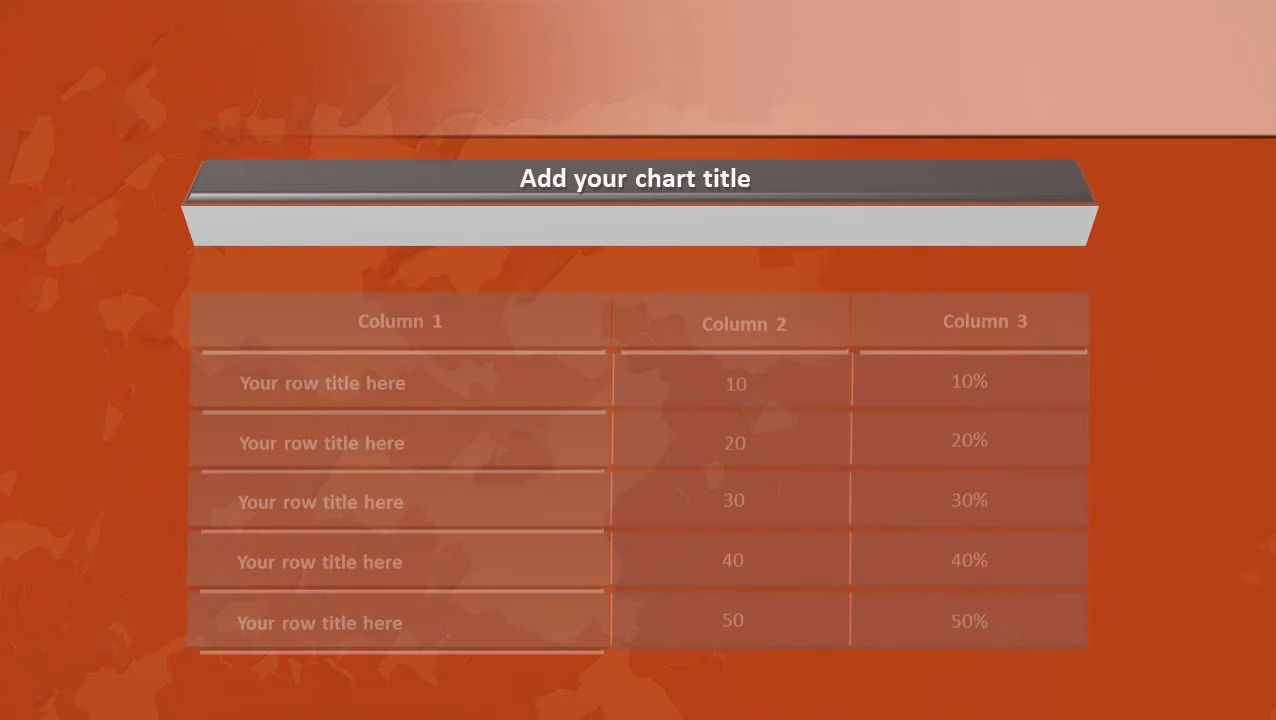 Add your chart title
Column 1 Column 2 Column 3
Your row title here 10 10%
Your row title here 20 20%
Your row title here 30 30%
Your row title here 40 40%
Your row title here 50 50%